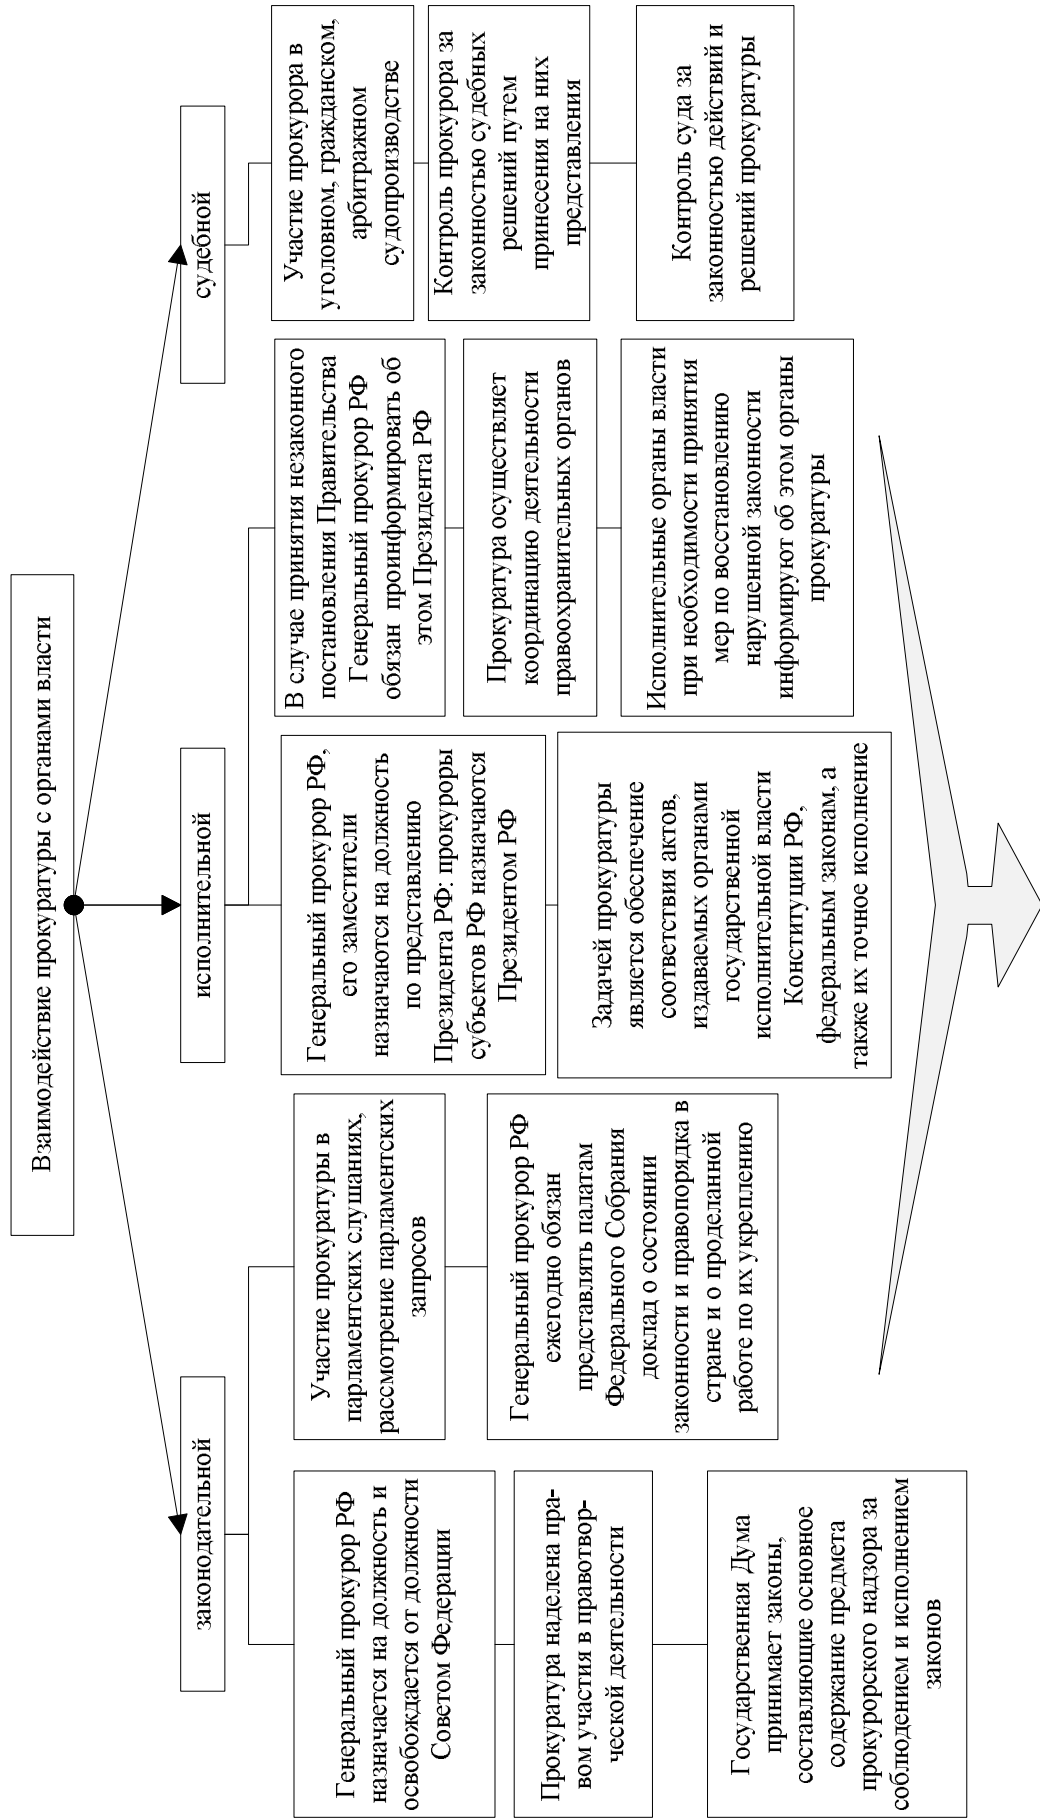 Взаимодействие прокуратуры с органами власти
законодательной
исполнительной
судебной
Генеральный прокурор РФ
назначается на должность и
освобождается от должности
Советом Федерации
Прокуратура наделена пра-
вом участия в правотвор-
ческой деятельности
Государственная Дума
принимает законы,
составляющие основное
содержание предмета
прокурорского надзора за
соблюдением и исполнением
законов
Участие прокуратуры в
парламентских слушаниях,
рассмотрение парламентских
запросов
Генеральный прокурор РФ
ежегодно обязан
представлять палатам
Федерального Собрания
доклад о состоянии
законности и правопорядка в
стране и о проделанной
работе по их укреплению
Генеральный прокурор РФ,
его заместители
назначаются на должность
по представлению
Президента РФ: прокуроры
субъектов РФ назначаются
Президентом РФ
Задачей прокуратуры
является обеспечение
соответствия актов,
издаваемых органами
государственной
исполнительной власти
Конституции РФ,
федеральным законам, а
также их точное исполнение
В случае принятия незаконного
постановления Правительства
Генеральный прокурор РФ
обязан проинформировать об
этом Президента РФ
Прокуратура осуществляет
координацию деятельности
правоохранительных органов
Исполнительные органы власти
при необходимости принятия
мер по восстановлению
нарушенной законности
информируют об этом органы
прокуратуры
Участие прокурора в
уголовном, гражданском,
арбитражном
судопроизводстве
Контроль прокурора за
законностью судебных
решений путем
принесения на них
представления
Контроль суда за
законностью действий и
решений прокуратуры